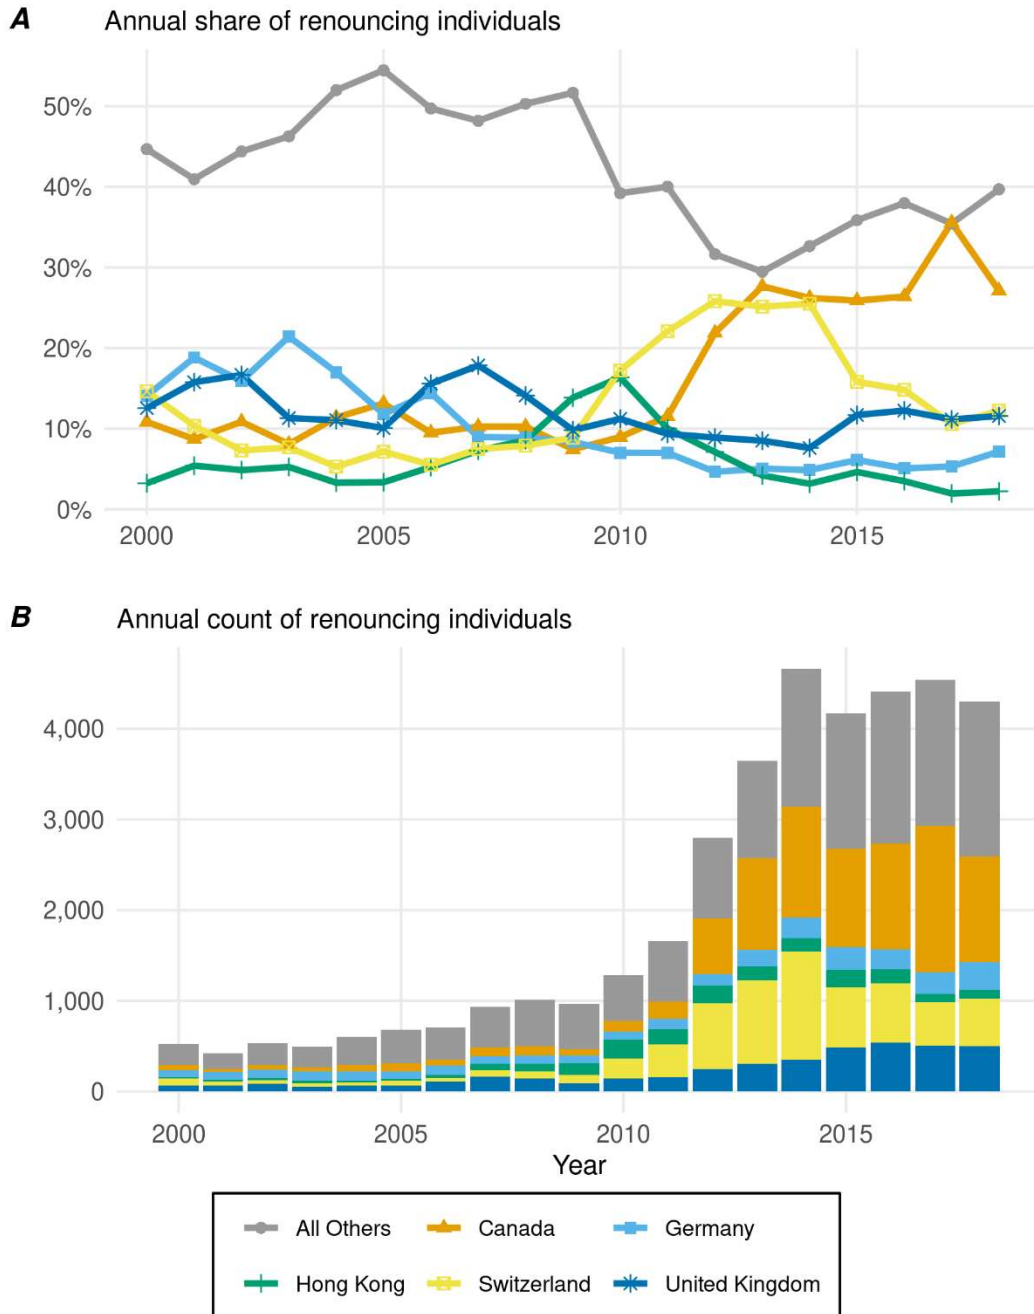 A Annual share of renouncing individuals
50%
40%
30%
20%
10%
0%
2000 2005 2010 2015
B Annual count of renouncing individuals
4,000
3,000
2,000
1,000
0
2000 2005 2010 2015
Year
All Others Canada Germany
Hong Kong Switzerland United Kingdom